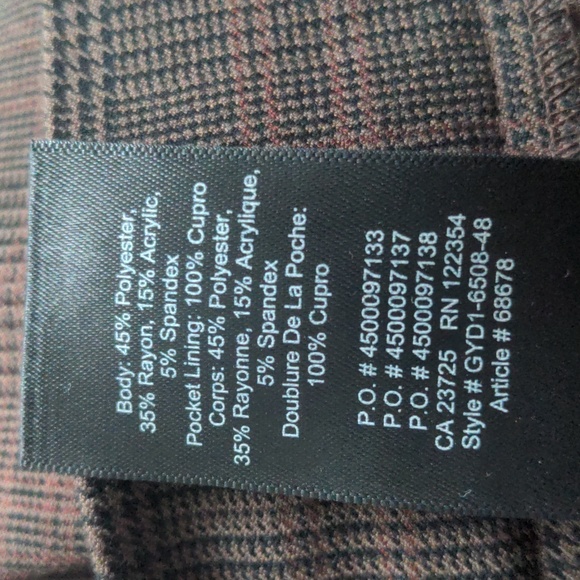 Body: 45% Polyester,
35% Rayon, 15% Acrylic,
5% Spandex
Pocket Lining: 100% Cupro
Corps: 45% Polyester,
35% Rayonne, 15% Acrylique,
5% Spandex
Doublure De La Poche:
100% Cupro
P.O. # 4500097133
P.O. # 4500097137
P.O. # 4500097138
CA 23725 RN 122354
Style # GYD1-6508-48
Article # 68678